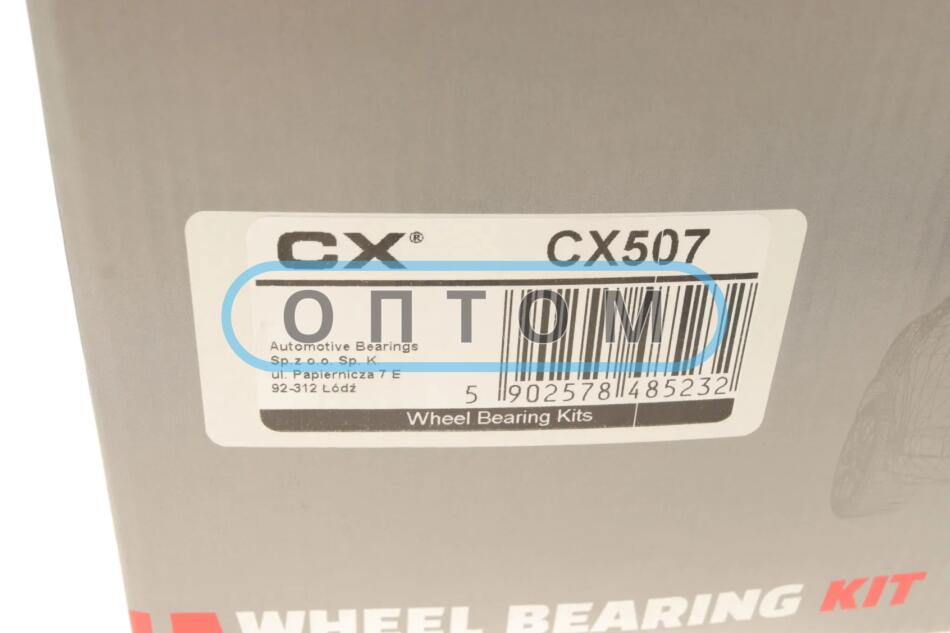 CX® CX507
ОПТОМ
Automotive Bearings
Sp.z o.o. Sp. K.
ul. Papiernicza 7 E
92-312 Łódź
5 902578 485232
Wheel Bearing Kits
WHEEL BEARING KIT